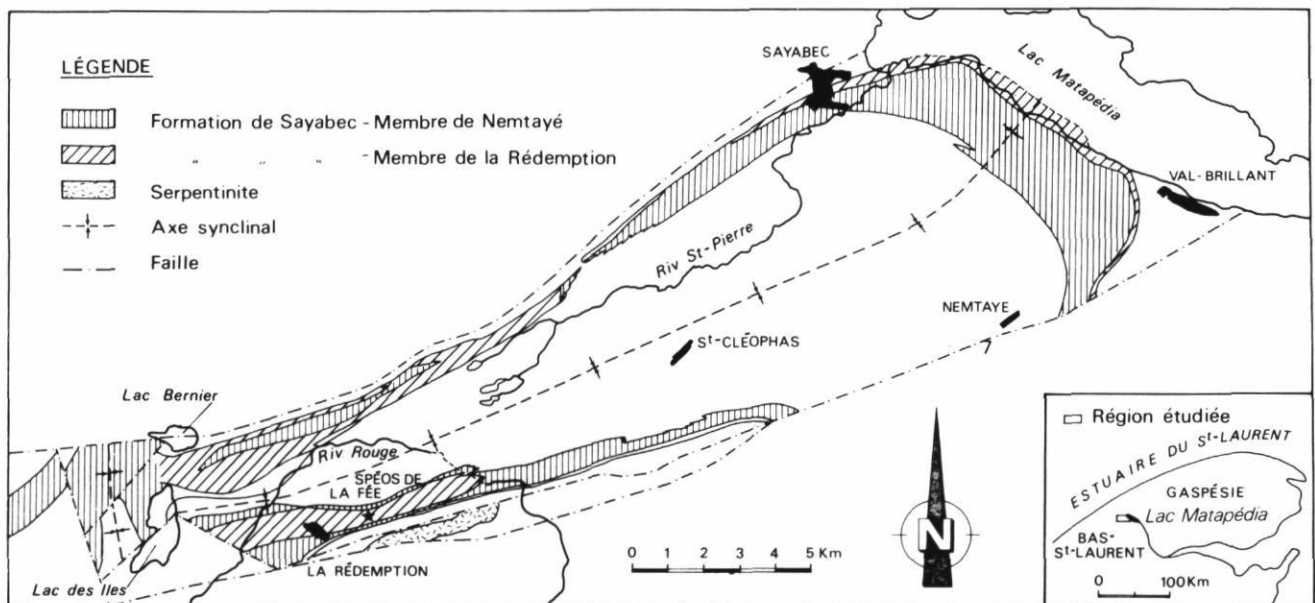 LÉGENDE
Formation de Sayabec - Membre de Nemtayé
" " " - Membre de la Rédemption
Serpentinite
Axe synclinal
Faille
SAYABEC
Lac Matapédia
VAL-BRILLANT
Riv St-Pierre
NEMTAYE
St-CLÉOPHAS
Lac Bernier
Riv Rouge
SPÉOS DE
LA FÉE
LA RÉDEMPTION
Lac des Iles
0 1 2 3 4 5 Km
N
Région étudiée
ESTUAIRE DU St-LAURENT
GASPÉSIE
Lac Matapédia
BAS-
St-LAURENT
0 100Km